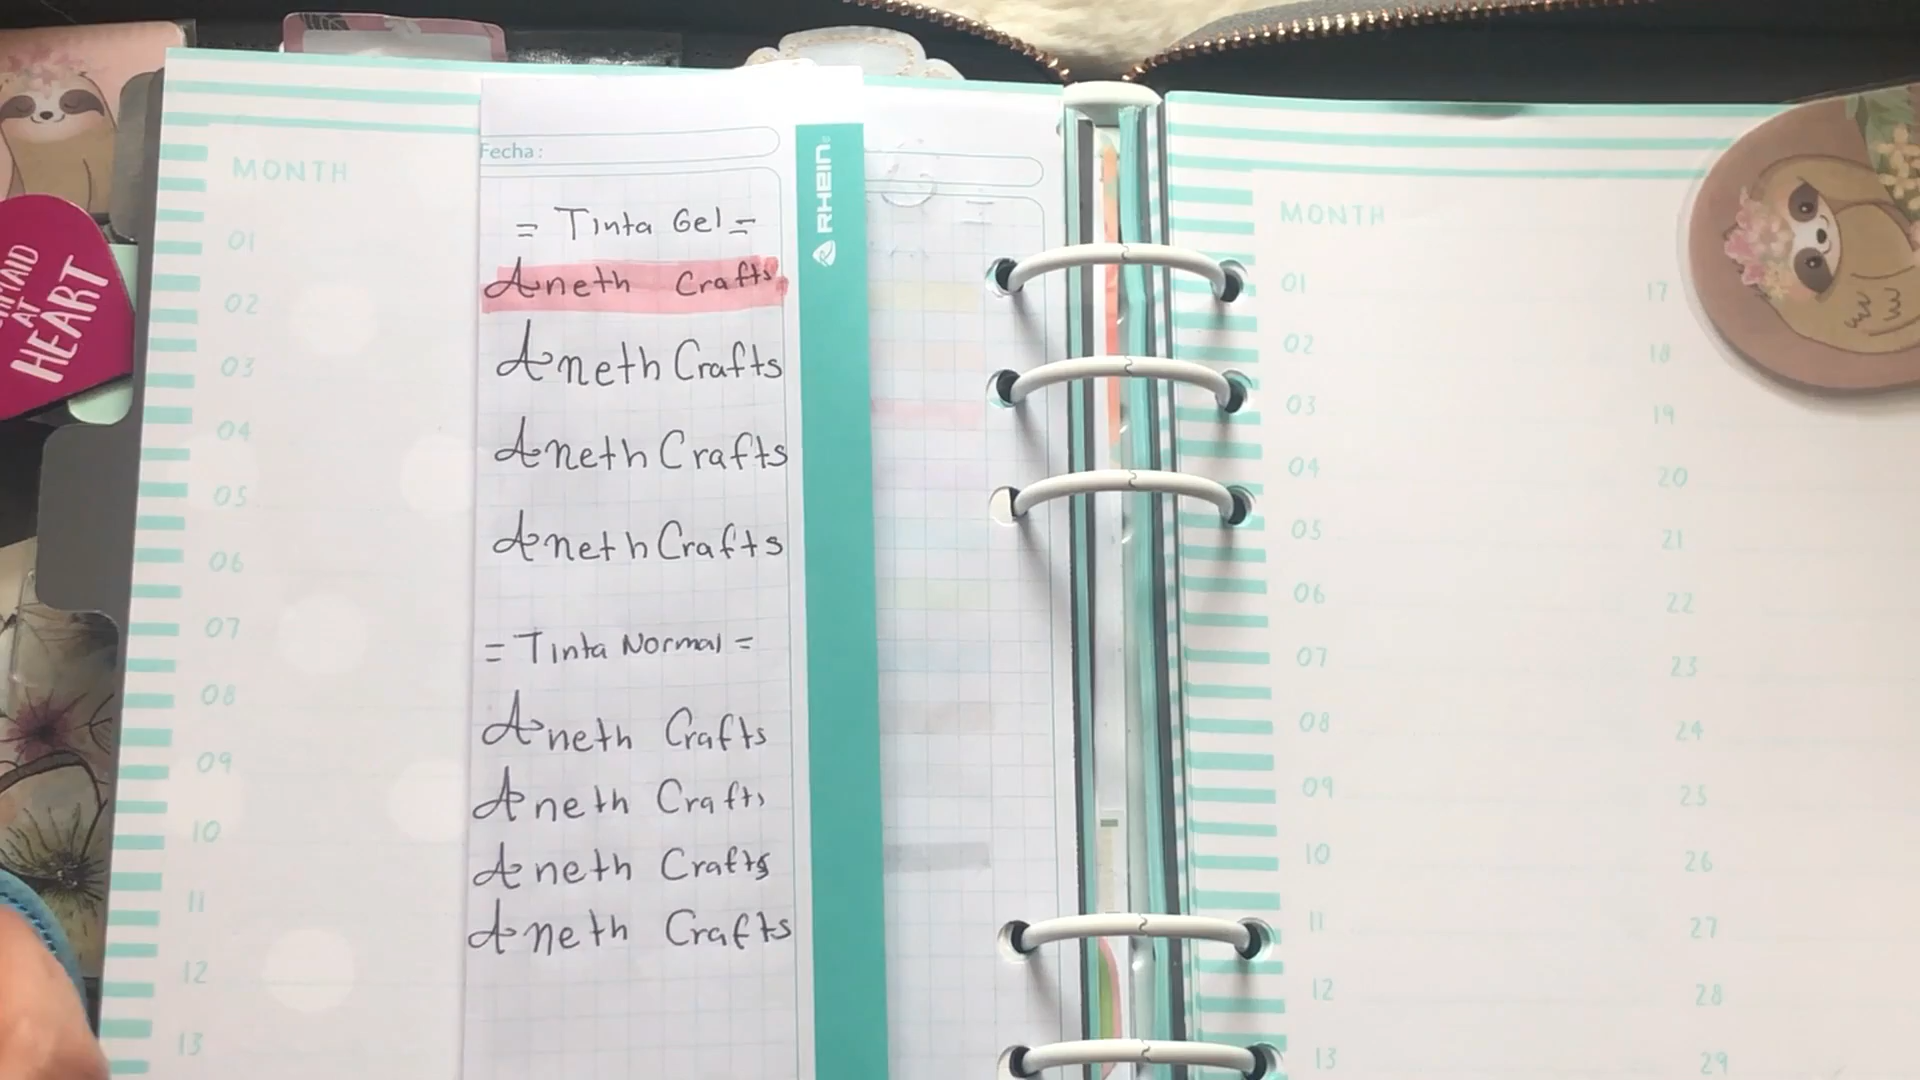 MAID
AT
HEART
MONTH
01
02
03
04
05
06
07
08
09
10
11
12
13
Fecha:
= Tinta Gel =
Aneth Crafts
Aneth Crafts
Aneth Crafts
Aneth Crafts
= Tinta Normal =
Aneth Crafts
Aneth Crafts
Aneth Crafts
Aneth Crafts
RHEIN
MONTH
01
02
03
04
05
06
07
08
09
10
11
12
13
17
18
19
20
21
22
23
24
25
26
27
28
29